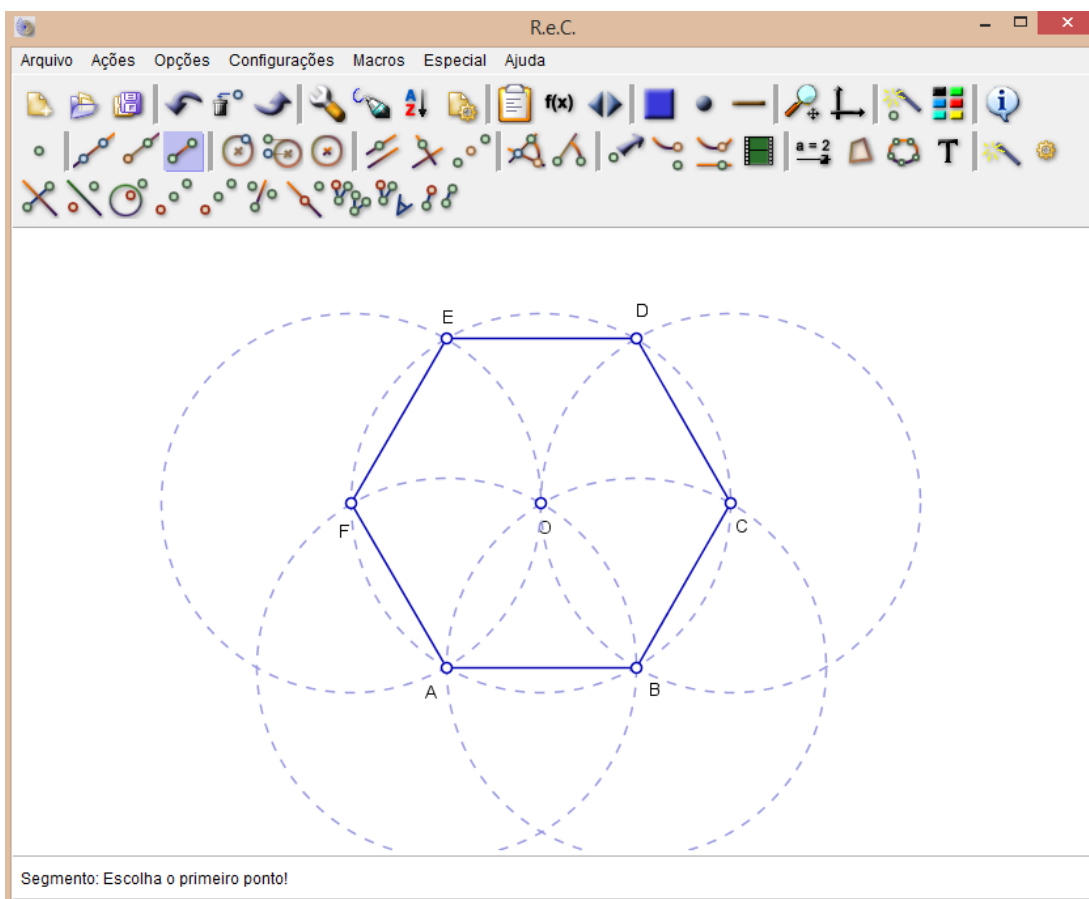 R.e.C.
Arquivo Ações Opções Configurações Macros Especial Ajuda
A Z f(x) i
a = 2 T
E D
F O C
A B
Segmento: Escolha o primeiro ponto!